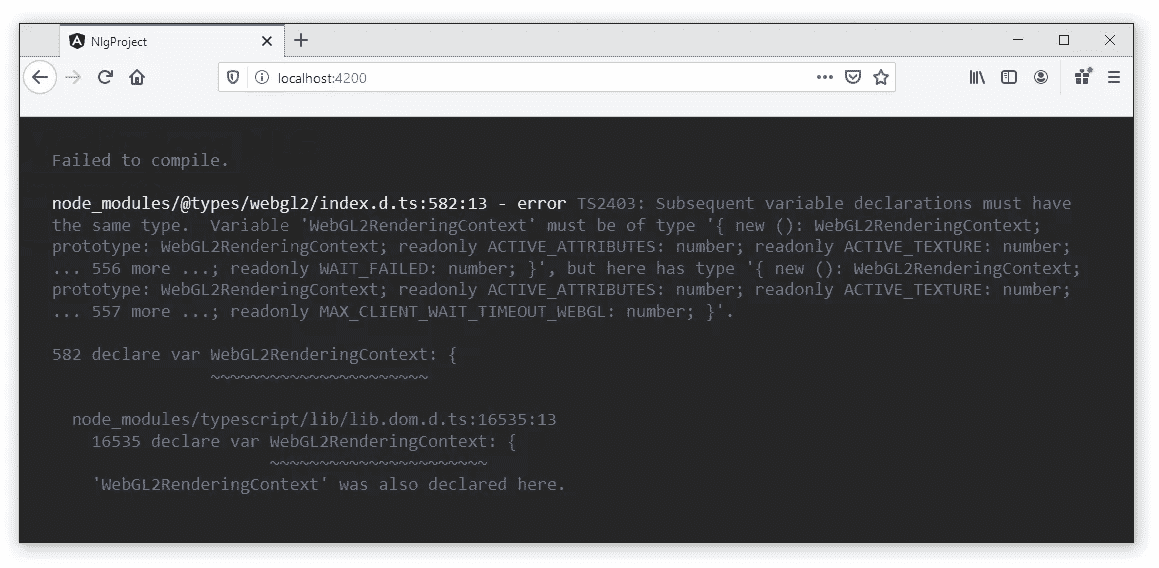 NlgProject
localhost:4200
Failed to compile.
node_modules/@types/webgl2/index.d.ts:582:13 - error TS2403: Subsequent variable declarations must have
the same type.  Variable 'WebGL2RenderingContext' must be of type '{ new (): WebGL2RenderingContext;
prototype: WebGL2RenderingContext; readonly ACTIVE_ATTRIBUTES: number; readonly ACTIVE_TEXTURE: number;
... 556 more ...; readonly WAIT_FAILED: number; }', but here has type '{ new (): WebGL2RenderingContext;
prototype: WebGL2RenderingContext; readonly ACTIVE_ATTRIBUTES: number; readonly ACTIVE_TEXTURE: number;
... 557 more ...; readonly MAX_CLIENT_WAIT_TIMEOUT_WEBGL: number; }'.
582 declare var WebGL2RenderingContext: {
~~~~~~~~~~~~~~~~~~~~~~
node_modules/typescript/lib/lib.dom.d.ts:16535:13
16535 declare var WebGL2RenderingContext: {
~~~~~~~~~~~~~~~~~~~~~~
'WebGL2RenderingContext' was also declared here.